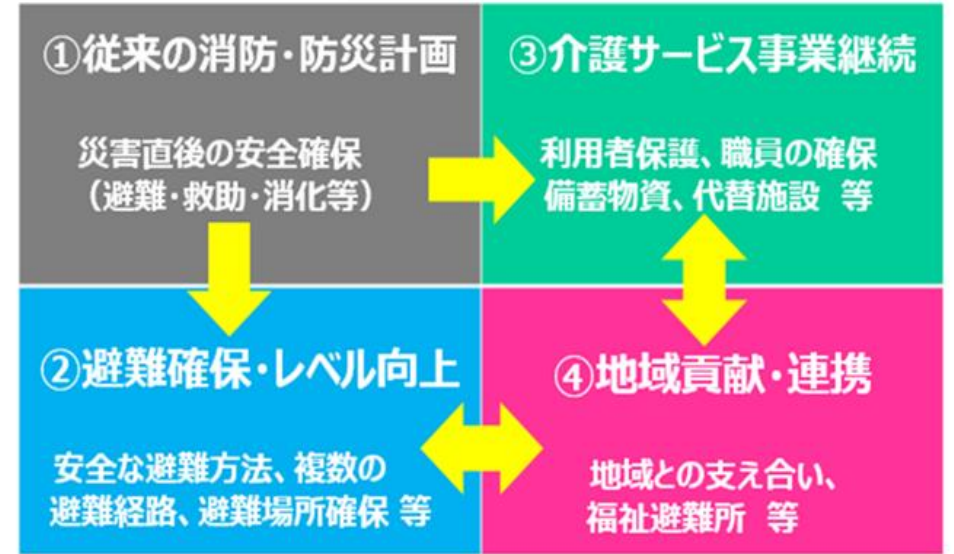 ①従来の消防・防災計画
災害直後の安全確保
（避難・救助・消化等）
②避難確保・レベル向上
安全な避難方法、複数の
避難経路、避難場所確保 等
③介護サービス事業継続
利用者保護、職員の確保
備蓄物資、代替施設 等
④地域貢献・連携
地域との支え合い、
福祉避難所 等